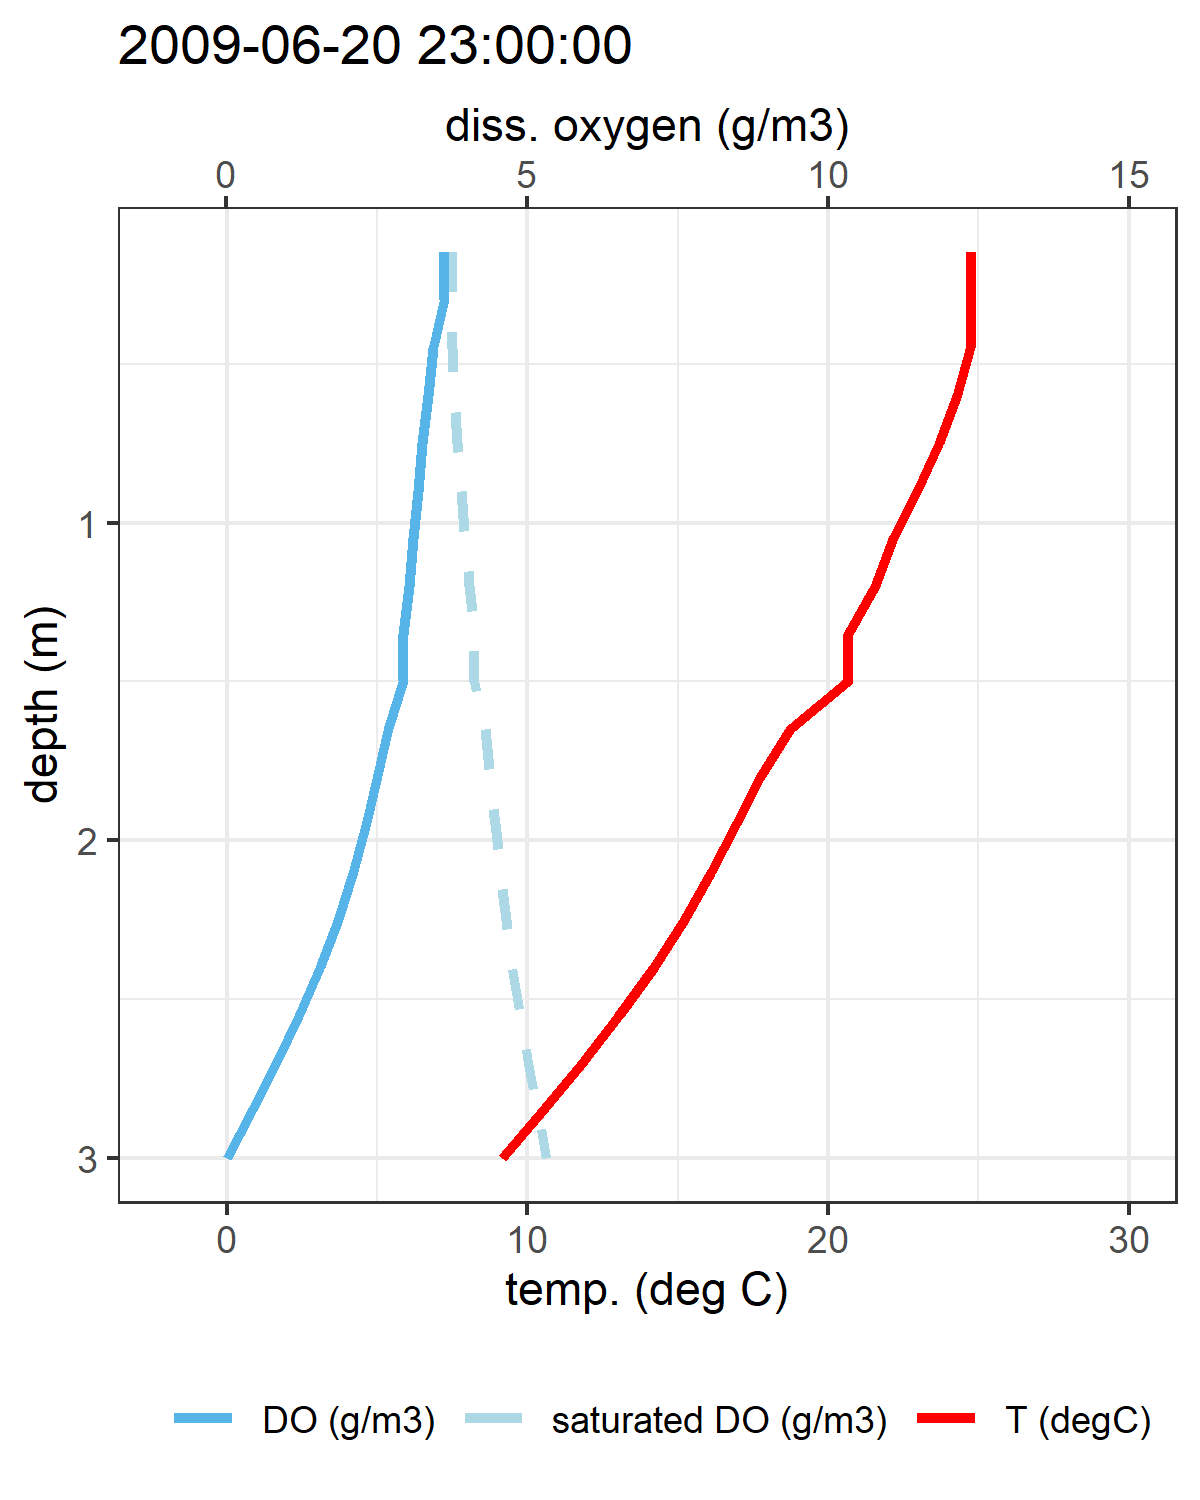 2009-06-20 23:00:00
diss. oxygen (g/m3)
0 5 10 15
depth (m)
1
2
3
0 10 20 30
temp. (deg C)
DO (g/m3) saturated DO (g/m3) T (degC)